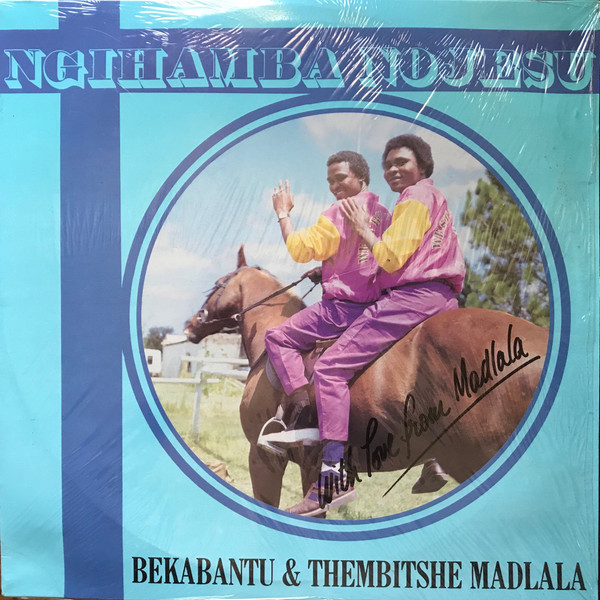 NGIHAMBA NOJESU
With Love from Madlala
BEKABANTU & THEMBITSHE MADLALA